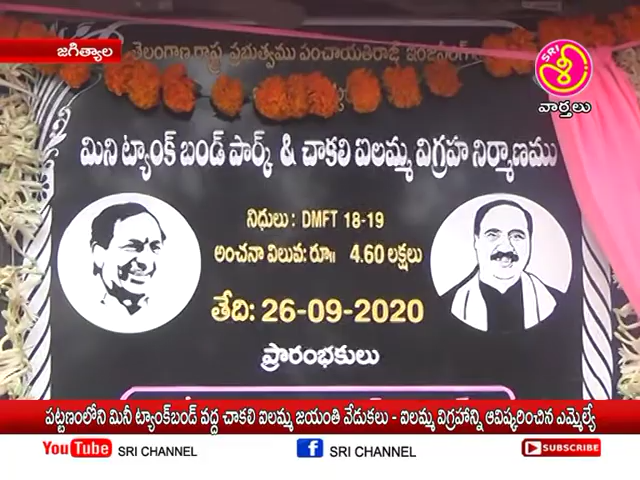 జగిత్యాల
తెలంగాణ రాష్ట్ర ప్రభుత్వము పంచాయతిరాజ్
SRI
శ్రీ
వార్తలు
మిని ట్యాంక్ బండ్ పార్క్ & చాకలి ఐలమ్మ విగ్రహ నిర్మాణము
నిధులు: DMFT 18-19
అంచనా విలువ: రూ॥ 4.60 లక్షలు
తేది: 26-09-2020
ప్రారంభకులు
పట్టణంలోని మినీ ట్యాంక్‌బండ్ వద్ద చాకలి ఐలమ్మ జయంతి వేడుకలు - ఐలమ్మ విగ్రహాన్ని ఆవిష్కరించిన ఎమ్మెల్యే
YouTube SRI CHANNEL f SRI CHANNEL SUBSCRIBE